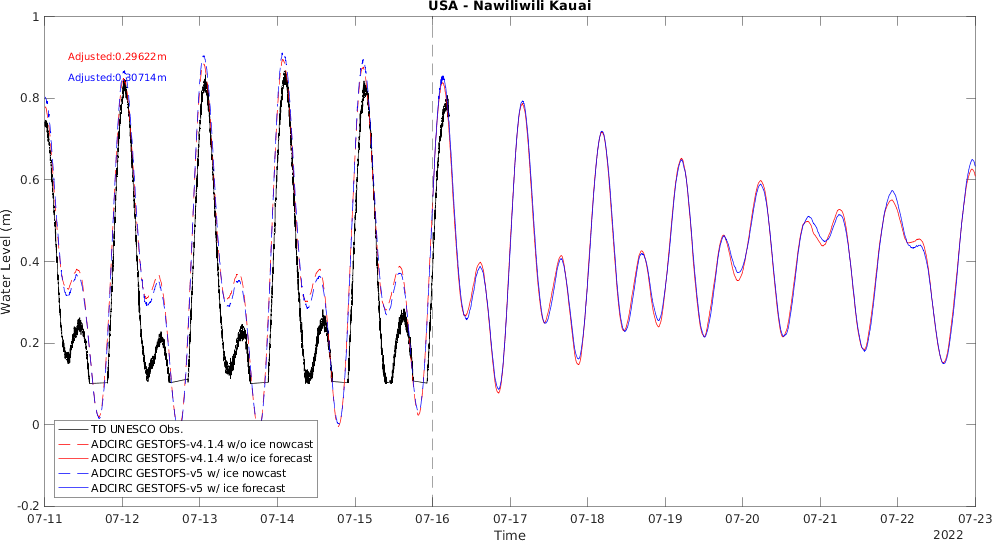 USA - Nawiliwili Kauai
1
0.8
0.6
0.4
0.2
0
-0.2
Water Level (m)
Adjusted:0.29622m
Adjusted:0.30714m
TD UNESCO Obs.
ADCIRC GESTOFS-v4.1.4 w/o ice nowcast
ADCIRC GESTOFS-v4.1.4 w/o ice forecast
ADCIRC GESTOFS-v5 w/ ice nowcast
ADCIRC GESTOFS-v5 w/ ice forecast
07-11 07-12 07-13 07-14 07-15 07-16 07-17 07-18 07-19 07-20 07-21 07-22 07-23
Time
2022